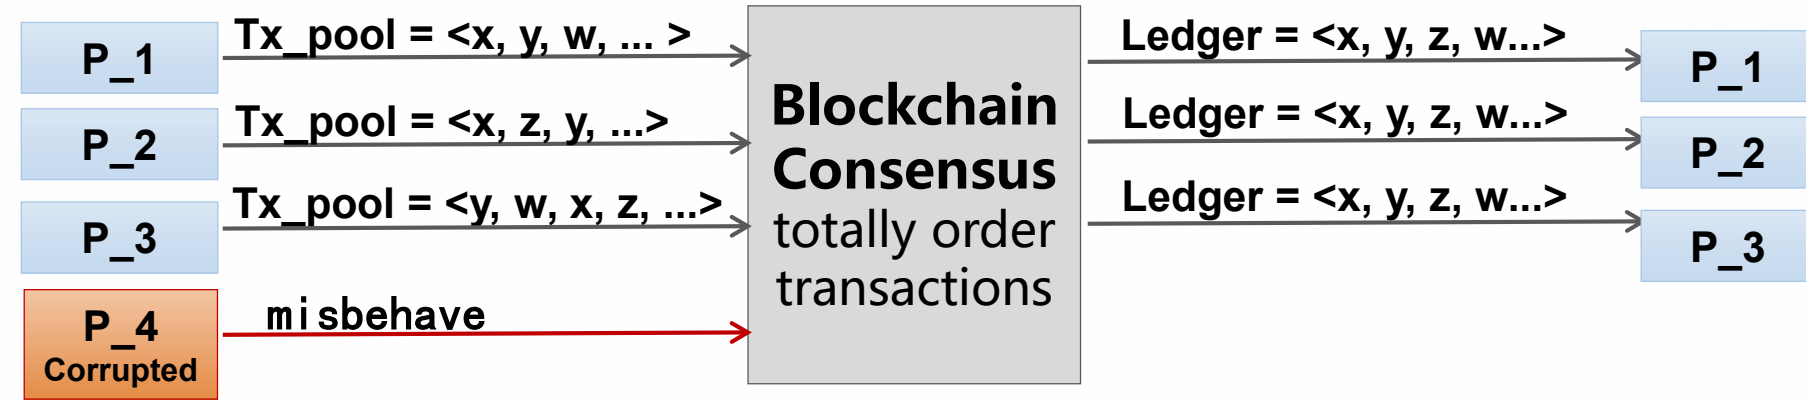 P_1
Tx_pool = <x, y, w, ... >
P_2
Tx_pool = <x, z, y, ...>
P_3
Tx_pool = <y, w, x, z, ...>
P_4
Corrupted
misbehave
Blockchain
Consensus
totally order
transactions
Ledger = <x, y, z, w...>
P_1
Ledger = <x, y, z, w...>
P_2
Ledger = <x, y, z, w...>
P_3